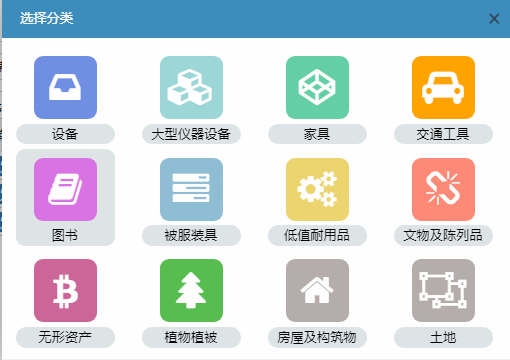 选择分类
设备
大型仪器设备
家具
交通工具
图书
被服装具
低值耐用品
文物及陈列品
无形资产
植物植被
房屋及构筑物
土地